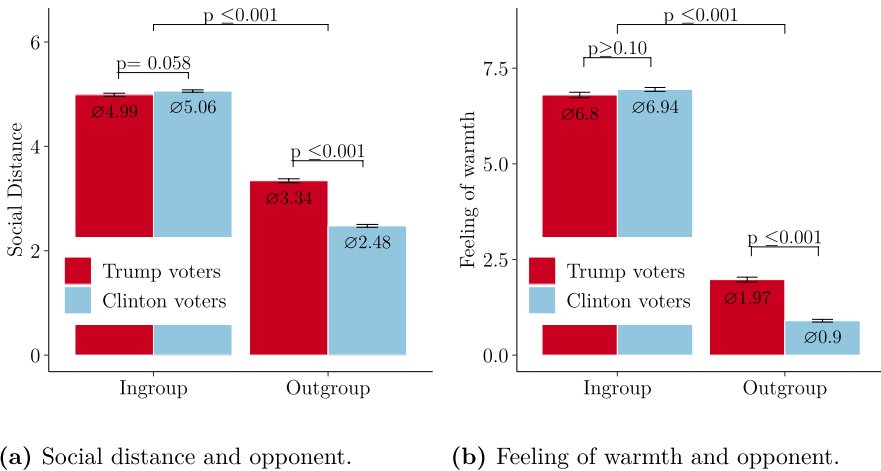 p ≤0.001
p= 0.058
∅4.99
∅5.06
p ≤0.001
∅3.34
∅2.48
6
4
2
0
Social Distance
Trump voters
Clinton voters
Ingroup
Outgroup
(a) Social distance and opponent.
p ≤0.001
p≥0.10
∅6.8
∅6.94
p ≤0.001
∅1.97
∅0.9
7.5
5.0
2.5
0.0
Feeling of warmth
Trump voters
Clinton voters
Ingroup
Outgroup
(b) Feeling of warmth and opponent.